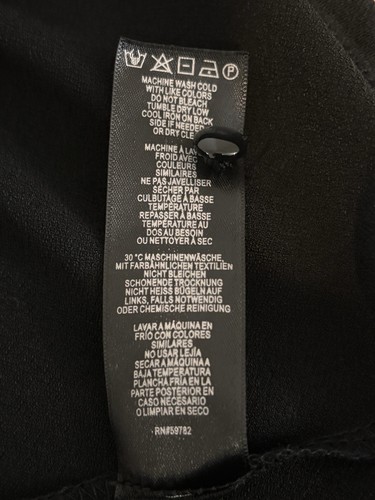 MACHINE WASH COLD
WITH LIKE COLORS
DO NOT BLEACH
TUMBLE DRY LOW
COOL IRON ON BACK
SIDE IF NEEDED
OR DRY CLE
MACHINE À LAV
FROID AVEC
COULEURS
SIMILAIRES
NE PAS JAVELLISER
SÉCHER PAR
CULBUTAGE À BASSE
TEMPÉRATURE
REPASSER À BASSE
TEMPÉRATURE AU
DOS AU BESOIN
OU NETTOYER À SEC
30 °C MASCHINENWÄSCHE,
MIT FARBÄHNLICHEN TEXTILIEN
NICHT BLEICHEN
SCHONENDE TROCKNUNG
NICHT HEISS BÜGELN AUF
LINKS, FALLS NOTWENDIG
ODER CHEMISCHE REINIGUNG
LAVAR A MÁQUINA EN
FRÍO CON COLORES
SIMILARES
NO USAR LEJÍA
SECAR A MÁQUINA A
BAJA TEMPERATURA
PLANCHA FRÍA EN LA
PARTE POSTERIOR EN
CASO NECESARIO
O LIMPIAR EN SECO
RN#59782